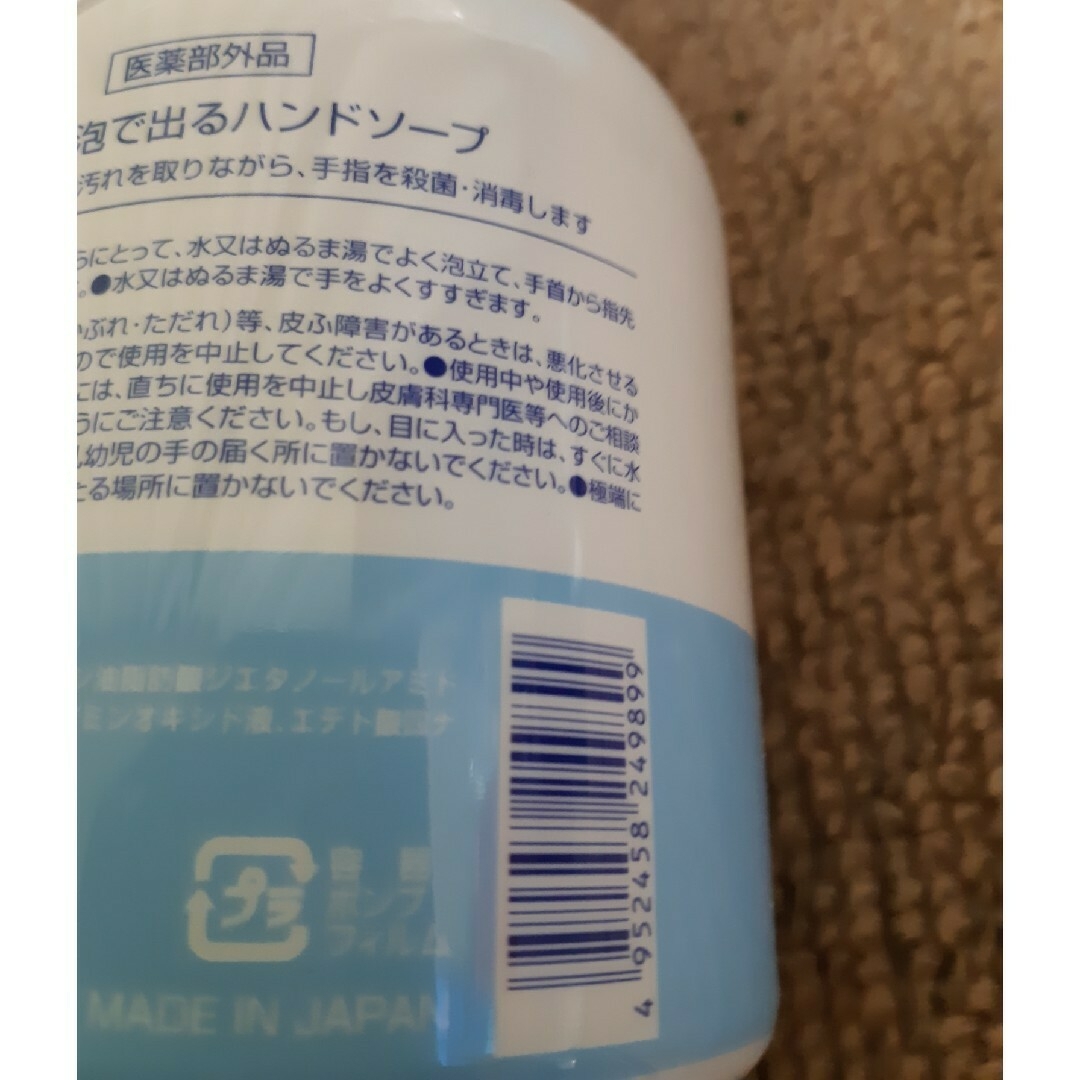 医薬部外品
泡で出るハンドソープ
汚れを取りながら、手指を殺菌・消毒します
らにとって、水又はぬるま湯でよく泡立て、手首から指先
。●水又はぬるま湯で手をよくすすぎます。
かぶれ・ただれ)等、皮ふ障害があるときは、悪化させる
ので使用を中止してください。●使用中や使用後にか
には、直ちに使用を中止し皮膚科専門医等へのご相談
うにご注意ください。もし、目に入った時は、すぐに水
乳幼児の手の届く所に置かないでください。●極端に
たる場所に置かないでください。
ジエタノールアミド
ミンオキシド液、エデト酸
プラ
容器
ポンプ
フィルム
MADE IN JAPAN
4952458249899